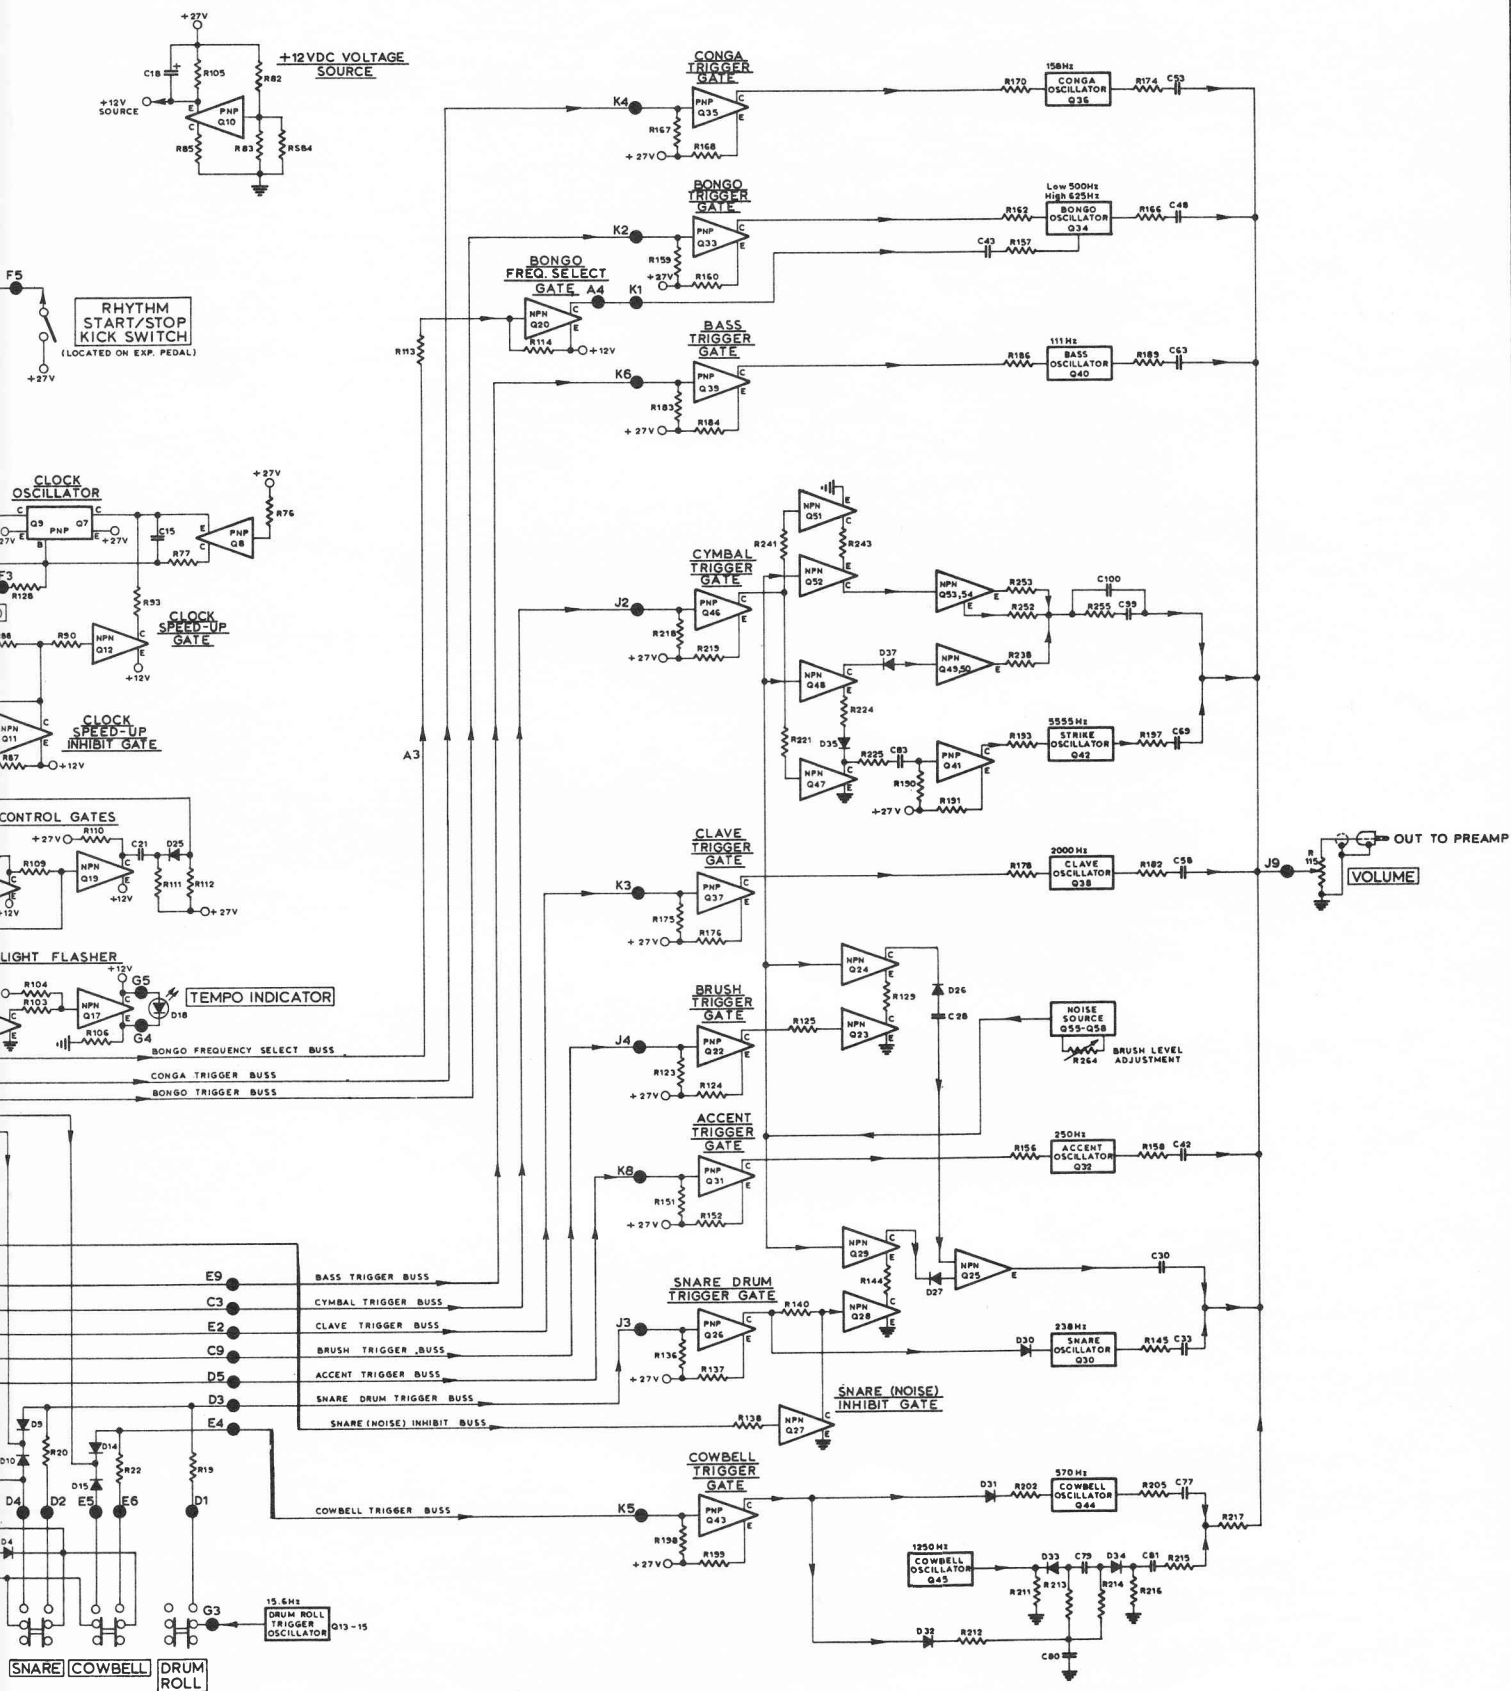 +27V
C18
+
R105
R82
+12VDC VOLTAGE
SOURCE
+12V
SOURCE
E
PNP
Q10
C
R85
R83
RS84
CONGA
TRIGGER
GATE
K4
PNP
Q35
C
E
R167
R168
+27V
R170
158Hz
CONGA
OSCILLATOR
Q36
R174
C53
BONGO
TRIGGER
GATE
K2
PNP
Q33
C
E
R159
+27V
R160
R162
Low 500Hz
High 625Hz
BONGO
OSCILLATOR
Q34
R166
C48
C43
R157
F5
RHYTHM
START/STOP
KICK SWITCH
(LOCATED ON EXP. PEDAL)
+27V
BONGO
FREQ. SELECT
GATE
A4
K1
NPN
Q20
C
E
R114
+12V
R113
BASS
TRIGGER
GATE
K6
PNP
Q39
C
E
R183
R184
+27V
R186
111Hz
BASS
OSCILLATOR
Q40
R189
C63
CLOCK
OSCILLATOR
C
Q9
Q7
C
E
PNP
E
B
27V
+27V
C15
R77
E
C
PNP
Q8
+27V
R76
F3
R128
R93
88
R90
NPN
Q12
C
E
+12V
CLOCK
SPEED-UP
GATE
NPN
Q11
C
E
R87
+12V
CLOCK
SPEED-UP
INHIBIT GATE
A3
CYMBAL
TRIGGER
GATE
J2
PNP
Q46
C
E
R218
R219
+27V
R241
NPN
Q51
E
C
R243
NPN
Q52
E
C
NPN
Q53,54
E
E
R253
R252
C100
R255
C99
NPN
Q48
C
E
D37
NPN
Q49,50
E
R238
R224
R221
D35
NPN
Q47
C
E
R225
C83
R190
PNP
Q41
C
E
+27V
R191
R193
5555Hz
STRIKE
OSCILLATOR
Q42
R197
C69
CONTROL GATES
+27V
R110
R109
NPN
Q19
C
E
+12V
+12V
C21
D25
R111
R112
+27V
CLAVE
TRIGGER
GATE
K3
PNP
Q37
C
E
R175
R176
+27V
R178
2000Hz
CLAVE
OSCILLATOR
Q38
R182
C58
J9
R
115
OUT TO PREAMP
VOLUME
LIGHT FLASHER
+12V
G5
R104
R103
NPN
Q17
C
E
R106
G4
D18
TEMPO INDICATOR
BRUSH
TRIGGER
GATE
J4
PNP
Q22
C
E
R123
R124
+27V
R125
NPN
Q24
C
E
R129
NPN
Q23
C
E
D26
C28
NOISE
SOURCE
Q55-Q58
R264
BRUSH LEVEL
ADJUSTMENT
BONGO FREQUENCY SELECT BUSS
CONGA TRIGGER BUSS
BONGO TRIGGER BUSS
ACCENT
TRIGGER
GATE
K8
PNP
Q31
C
E
R151
R152
+27V
R156
250Hz
ACCENT
OSCILLATOR
Q32
R158
C42
E9
BASS TRIGGER BUSS
C3
CYMBAL TRIGGER BUSS
E2
CLAVE TRIGGER BUSS
C9
BRUSH TRIGGER BUSS
D5
ACCENT TRIGGER BUSS
D3
SNARE DRUM TRIGGER BUSS
E4
SNARE (NOISE) INHIBIT BUSS
SNARE DRUM
TRIGGER GATE
J3
PNP
Q26
C
E
R136
R137
+27V
R140
NPN
Q29
C
E
R144
NPN
Q28
C
E
D27
NPN
Q25
E
C30
D30
238Hz
SNARE
OSCILLATOR
Q30
R145
C33
SNARE (NOISE)
INHIBIT GATE
R138
NPN
Q27
C
E
D9
R20
D10
D14
R22
D15
R19
D4
D2
E5
E6
D1
D4
COWBELL TRIGGER BUSS
COWBELL
TRIGGER
GATE
K5
PNP
Q43
C
E
R198
R199
+27V
D31
R202
570Hz
COWBELL
OSCILLATOR
Q44
R205
C77
R217
1250Hz
COWBELL
OSCILLATOR
Q45
R211
D33
R213
C79
R214
D34
R216
C81
R215
D32
R212
C80
G3
15.6Hz
DRUM ROLL
TRIGGER
OSCILLATOR
Q13-15
SNARE
COWBELL
DRUM
ROLL